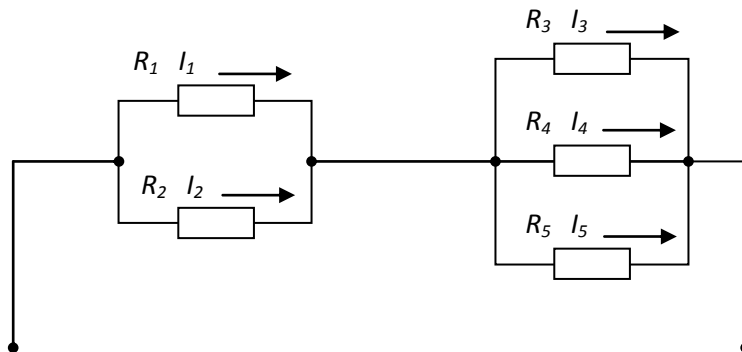 R₃ I₃
R₁ I₁
R₄ I₄
R₂ I₂
R₅ I₅